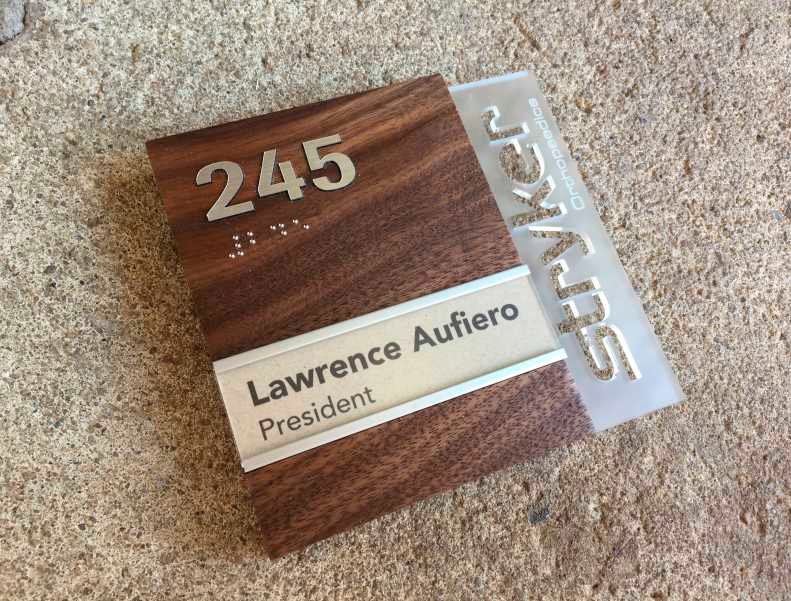 245
⠼⠃⠙⠑
Lawrence Aufiero
President
stryker
Orthopaedics